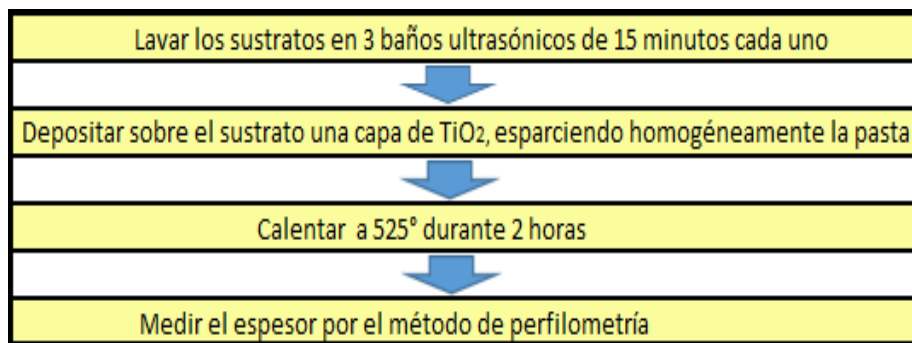 Lavar los sustratos en 3 baños ultrasónicos de 15 minutos cada uno
Depositar sobre el sustrato una capa de TiO2, esparciendo homogéneamente la pasta
Calentar a 525° durante 2 horas
Medir el espesor por el método de perfilometría